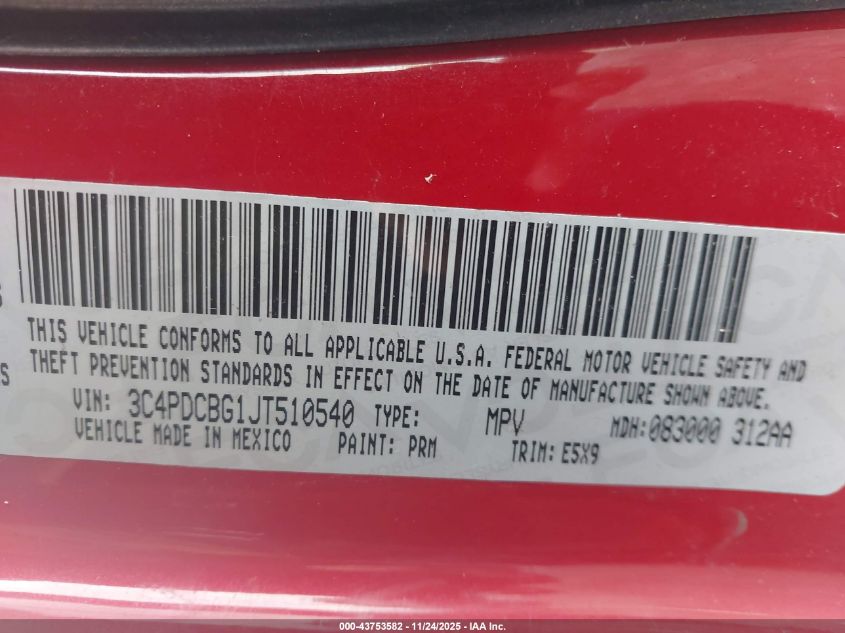 THIS VEHICLE CONFORMS TO ALL APPLICABLE U.S.A. FEDERAL MOTOR VEHICLE SAFETY AND
THEFT PREVENTION STANDARDS IN EFFECT ON THE DATE OF MANUFACTURE SHOWN ABOVE.
VIN: 3C4PDCBG1JT510540 TYPE: MPV MDH:083000 312AA
VEHICLE MADE IN MEXICO PAINT: PRM TRIM: E5X9
000-43753582 - 11/24/2025 - IAA Inc.